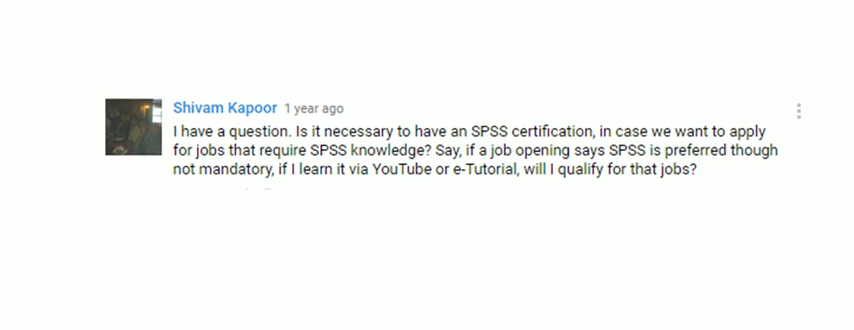 Shivam Kapoor 1 year ago
I have a question. Is it necessary to have an SPSS certification, in case we want to apply
for jobs that require SPSS knowledge? Say, if a job opening says SPSS is preferred though
not mandatory, if I learn it via YouTube or e-Tutorial, will I qualify for that jobs?